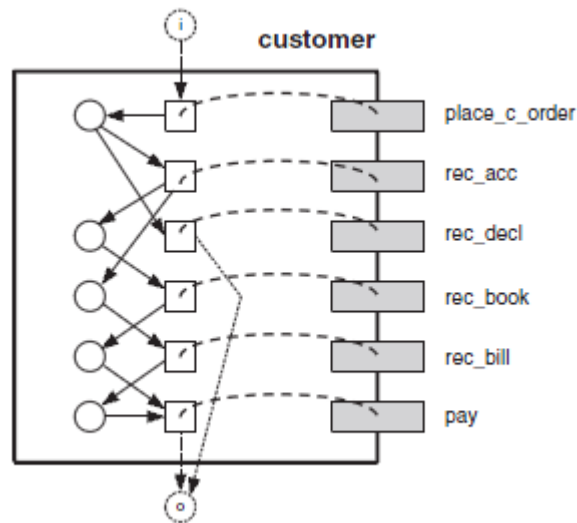 i
customer
place_c_order
rec_acc
rec_decl
rec_book
rec_bill
pay
o